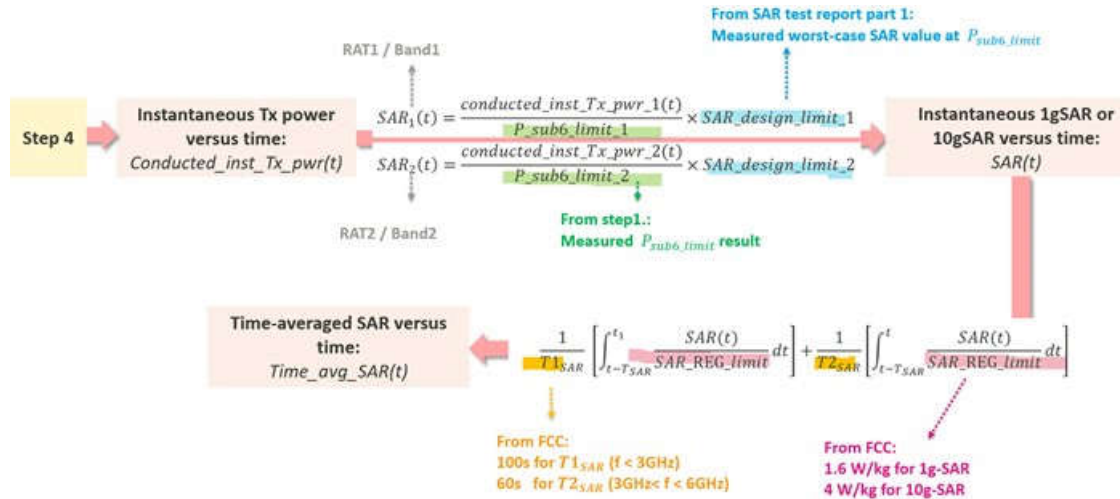 From SAR test report part 1:
Measured worst-case SAR value at P_sub6_limit
RAT1 / Band1
Step 4
Instantaneous Tx power
versus time:
Conducted_inst_Tx_pwr(t)
SAR₁(t) = conducted_inst_Tx_pwr_1(t) / P_sub6_limit_1 × SAR_design_limit_1
SAR₂(t) = conducted_inst_Tx_pwr_2(t) / P_sub6_limit_2 × SAR_design_limit_2
Instantaneous 1gSAR or
10gSAR versus time:
SAR(t)
RAT2 / Band2
From step1.:
Measured P_sub6_limit result
Time-averaged SAR versus
time:
Time_avg_SAR(t)
1/T1_SAR [∫_{t-T_SAR}^{t₁} SAR(t)/SAR_REG_limit dt] + 1/T2_SAR [∫_{t-T_SAR}^{t} SAR(t)/SAR_REG_limit dt]
From FCC:
100s for T1_SAR (f < 3GHz)
60s for T2_SAR (3GHz< f < 6GHz)
From FCC:
1.6 W/kg for 1g-SAR
4 W/kg for 10g-SAR